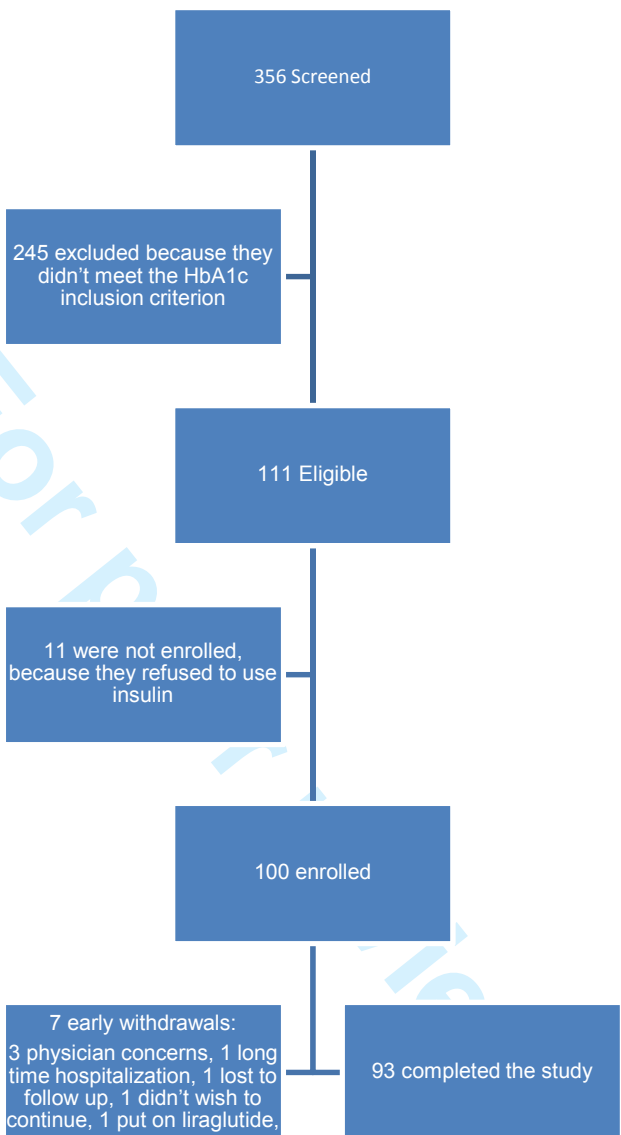 356 Screened
245 excluded because they
didn't meet the HbA1c
inclusion criterion
111 Eligible
11 were not enrolled,
because they refused to use
insulin
100 enrolled
7 early withdrawals:
3 physician concerns, 1 long
time hospitalization, 1 lost to
follow up, 1 didn't wish to
continue, 1 put on liraglutide,
93 completed the study
For